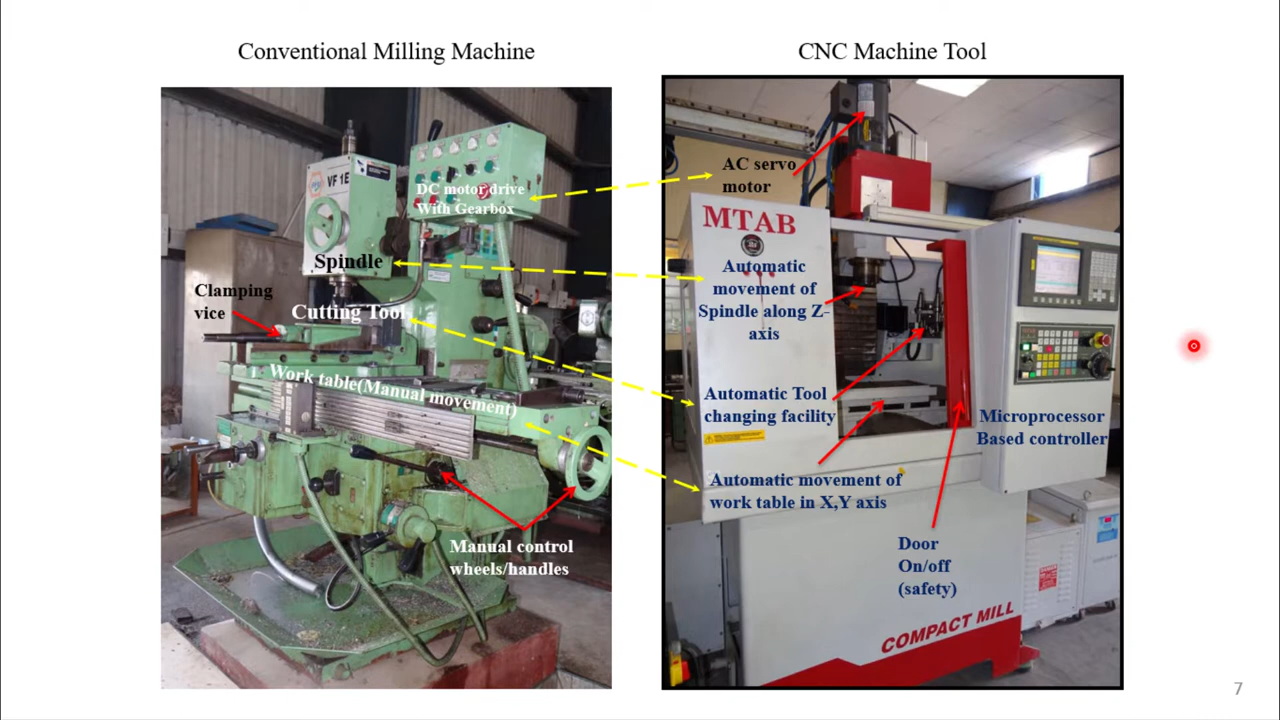 Conventional Milling Machine
CNC Machine Tool
VF 1E
DC motor drive
With Gearbox
Spindle
Clamping
vice
Cutting Tool
Work table(Manual movement)
Manual control
wheels/handles
AC servo
motor
MTAB
Automatic
movement of
Spindle along Z-
axis
Automatic Tool
changing facility
Microprocessor
Based controller
Automatic movement of
work table in X,Y axis
Door
On/off
(safety)
COMPACT MILL
7